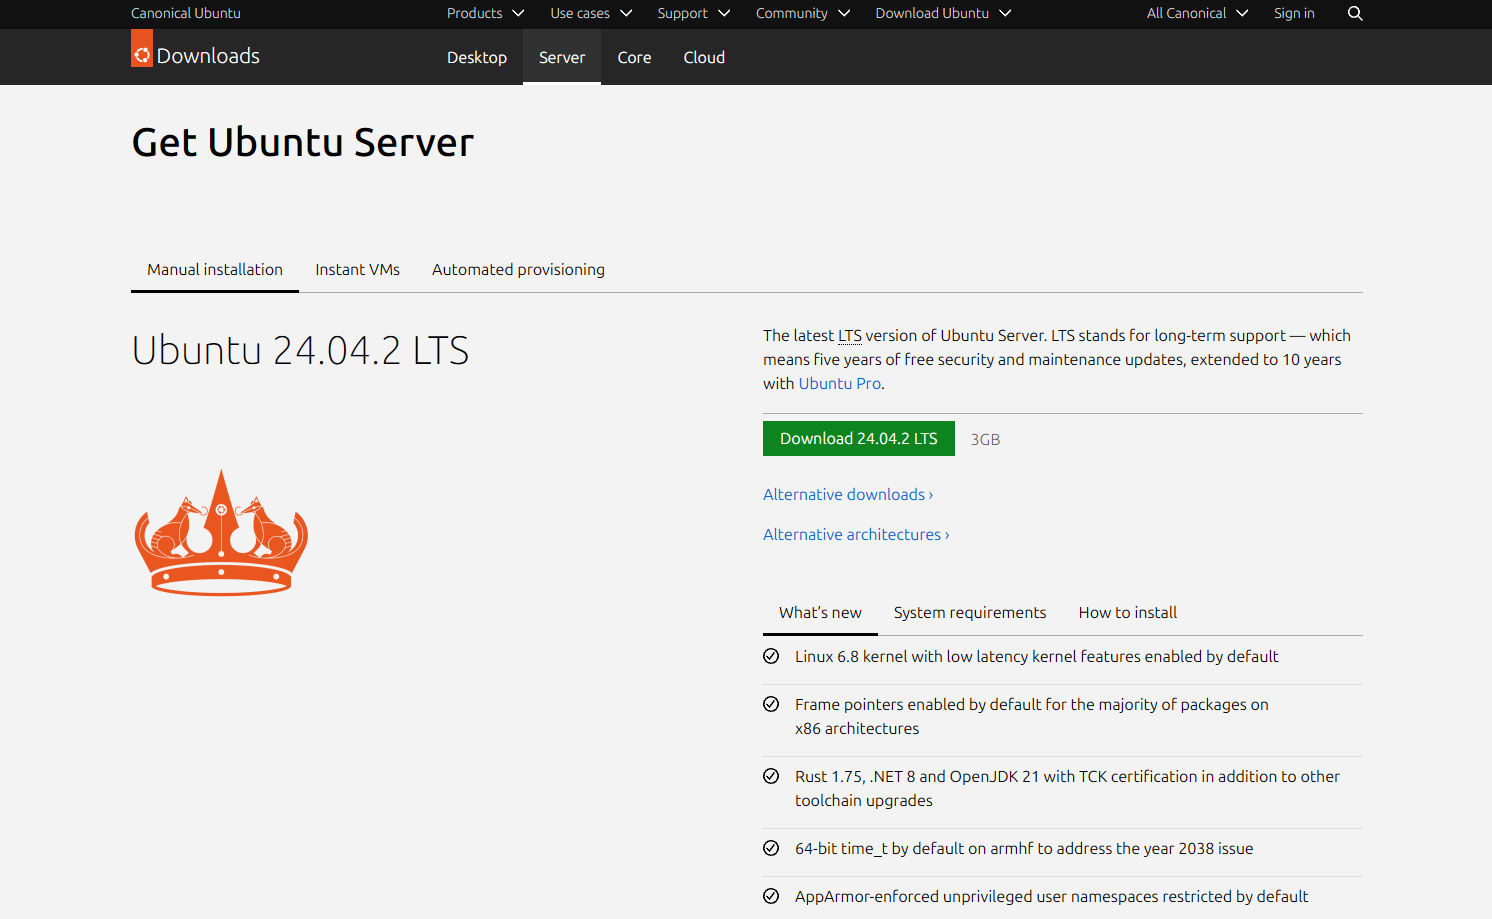 Canonical Ubuntu
Products
Use cases
Support
Community
Download Ubuntu
All Canonical
Sign in
Downloads
Desktop
Server
Core
Cloud
Get Ubuntu Server
Manual installation
Instant VMs
Automated provisioning
Ubuntu 24.04.2 LTS
The latest LTS version of Ubuntu Server. LTS stands for long-term support — which
means five years of free security and maintenance updates, extended to 10 years
with Ubuntu Pro.
Download 24.04.2 LTS
3GB
Alternative downloads ›
Alternative architectures ›
What’s new
System requirements
How to install
Linux 6.8 kernel with low latency kernel features enabled by default
Frame pointers enabled by default for the majority of packages on
x86 architectures
Rust 1.75, .NET 8 and OpenJDK 21 with TCK certification in addition to other
toolchain upgrades
64-bit time_t by default on armhf to address the year 2038 issue
AppArmor-enforced unprivileged user namespaces restricted by default